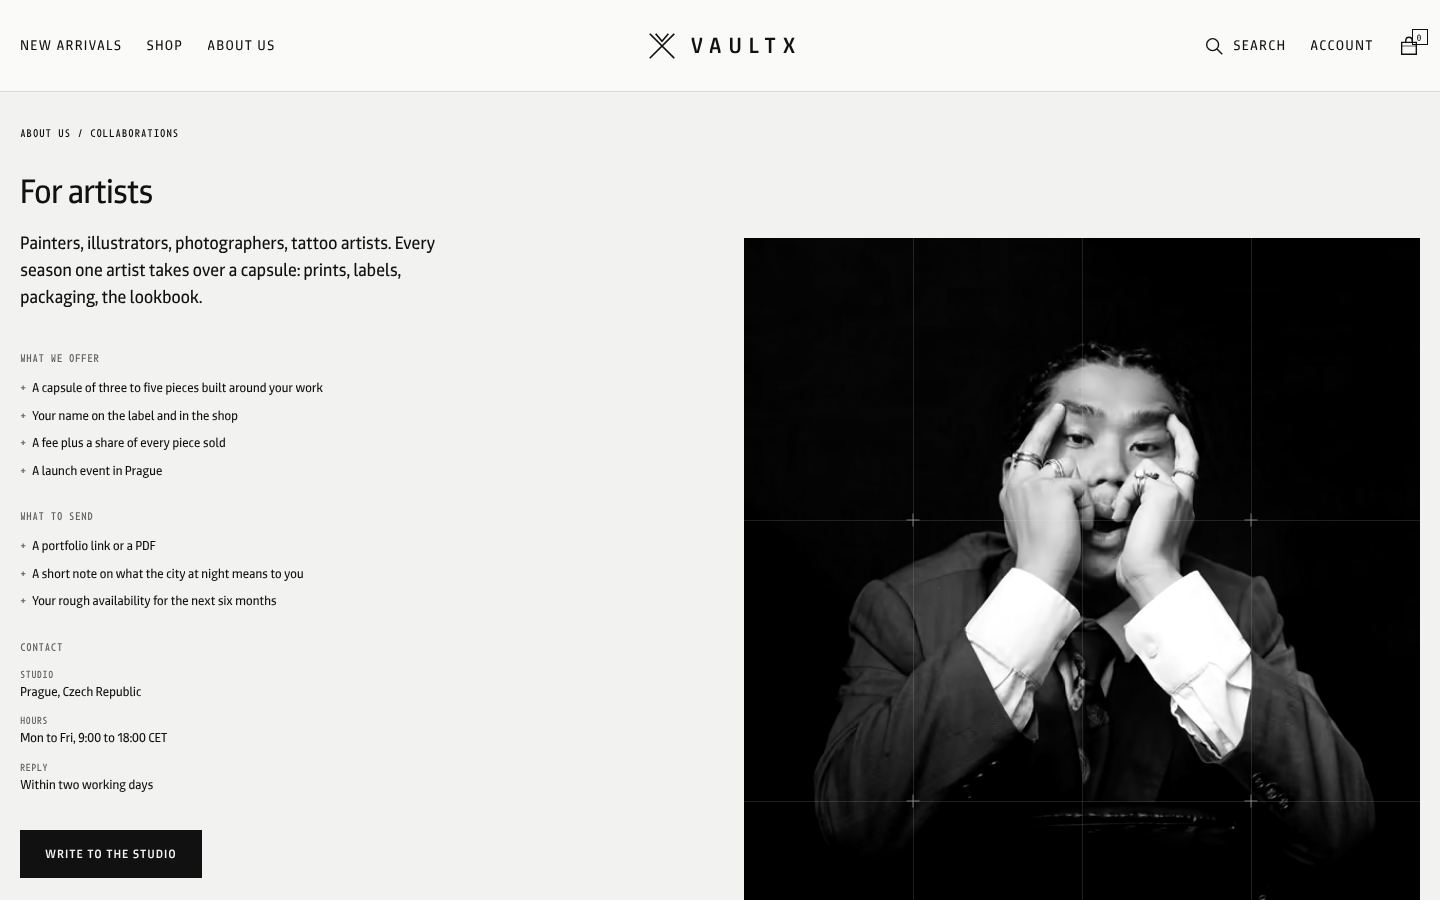 NEW ARRIVALS
SHOP
ABOUT US
VAULTX
SEARCH
ACCOUNT
0
ABOUT US / COLLABORATIONS
For artists
Painters, illustrators, photographers, tattoo artists. Every
season one artist takes over a capsule: prints, labels,
packaging, the lookbook.
WHAT WE OFFER
+ A capsule of three to five pieces built around your work
+ Your name on the label and in the shop
+ A fee plus a share of every piece sold
+ A launch event in Prague
WHAT TO SEND
+ A portfolio link or a PDF
+ A short note on what the city at night means to you
+ Your rough availability for the next six months
CONTACT
STUDIO
Prague, Czech Republic
HOURS
Mon to Fri, 9:00 to 18:00 CET
REPLY
Within two working days
WRITE TO THE STUDIO